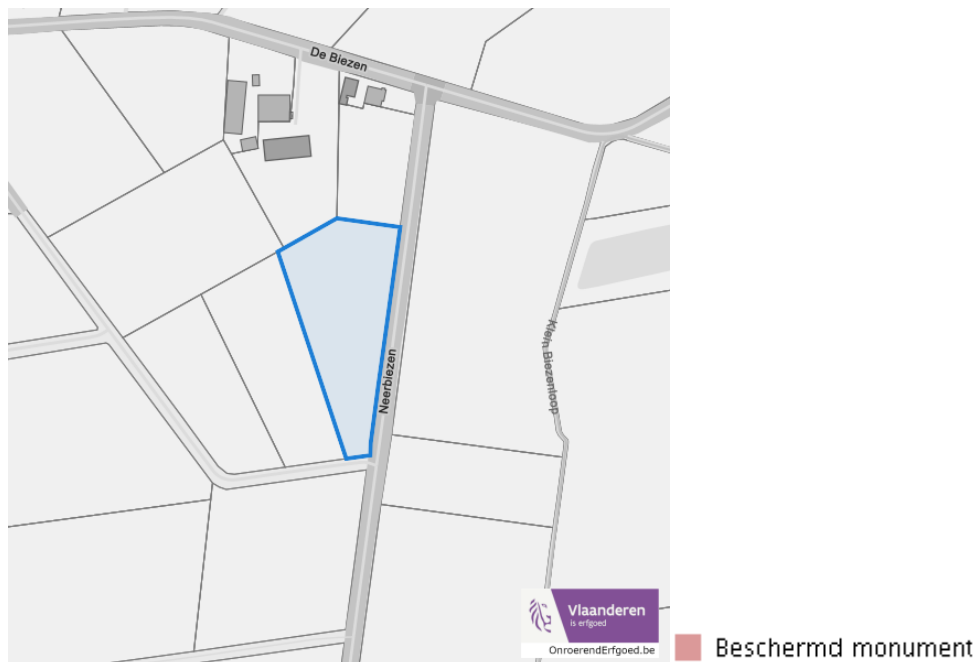 De Biezen
Neerbiezen
Klein Biezenloop
Vlaanderen
is erfgoed
OnroerendErfgoed.be
Beschermd monument